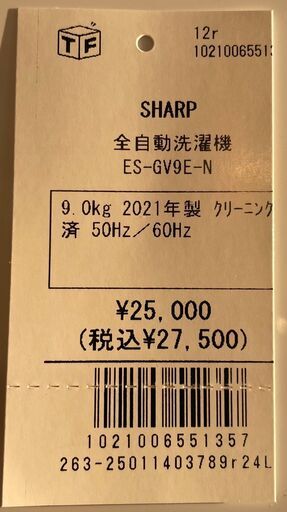 TF
12r
1021006551357
SHARP
全自動洗濯機
ES-GV9E-N
9.0kg 2021年製 ｸﾘｰﾆﾝｸﾞ
済 50Hz／60Hz
¥25,000
(税込¥27,500)
1021006551357
263-25011403789r24L